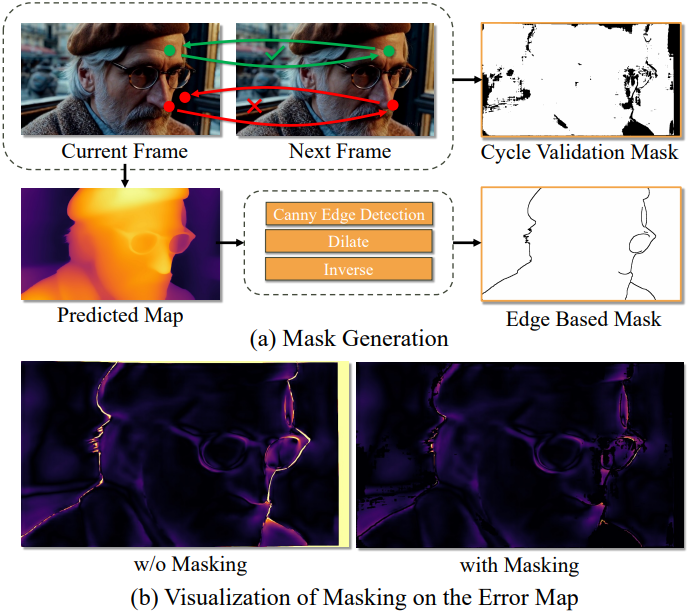 Current Frame
Next Frame
Cycle Validation Mask
Canny Edge Detection
Dilate
Inverse
Predicted Map
Edge Based Mask
(a) Mask Generation
w/o Masking
with Masking
(b) Visualization of Masking on the Error Map